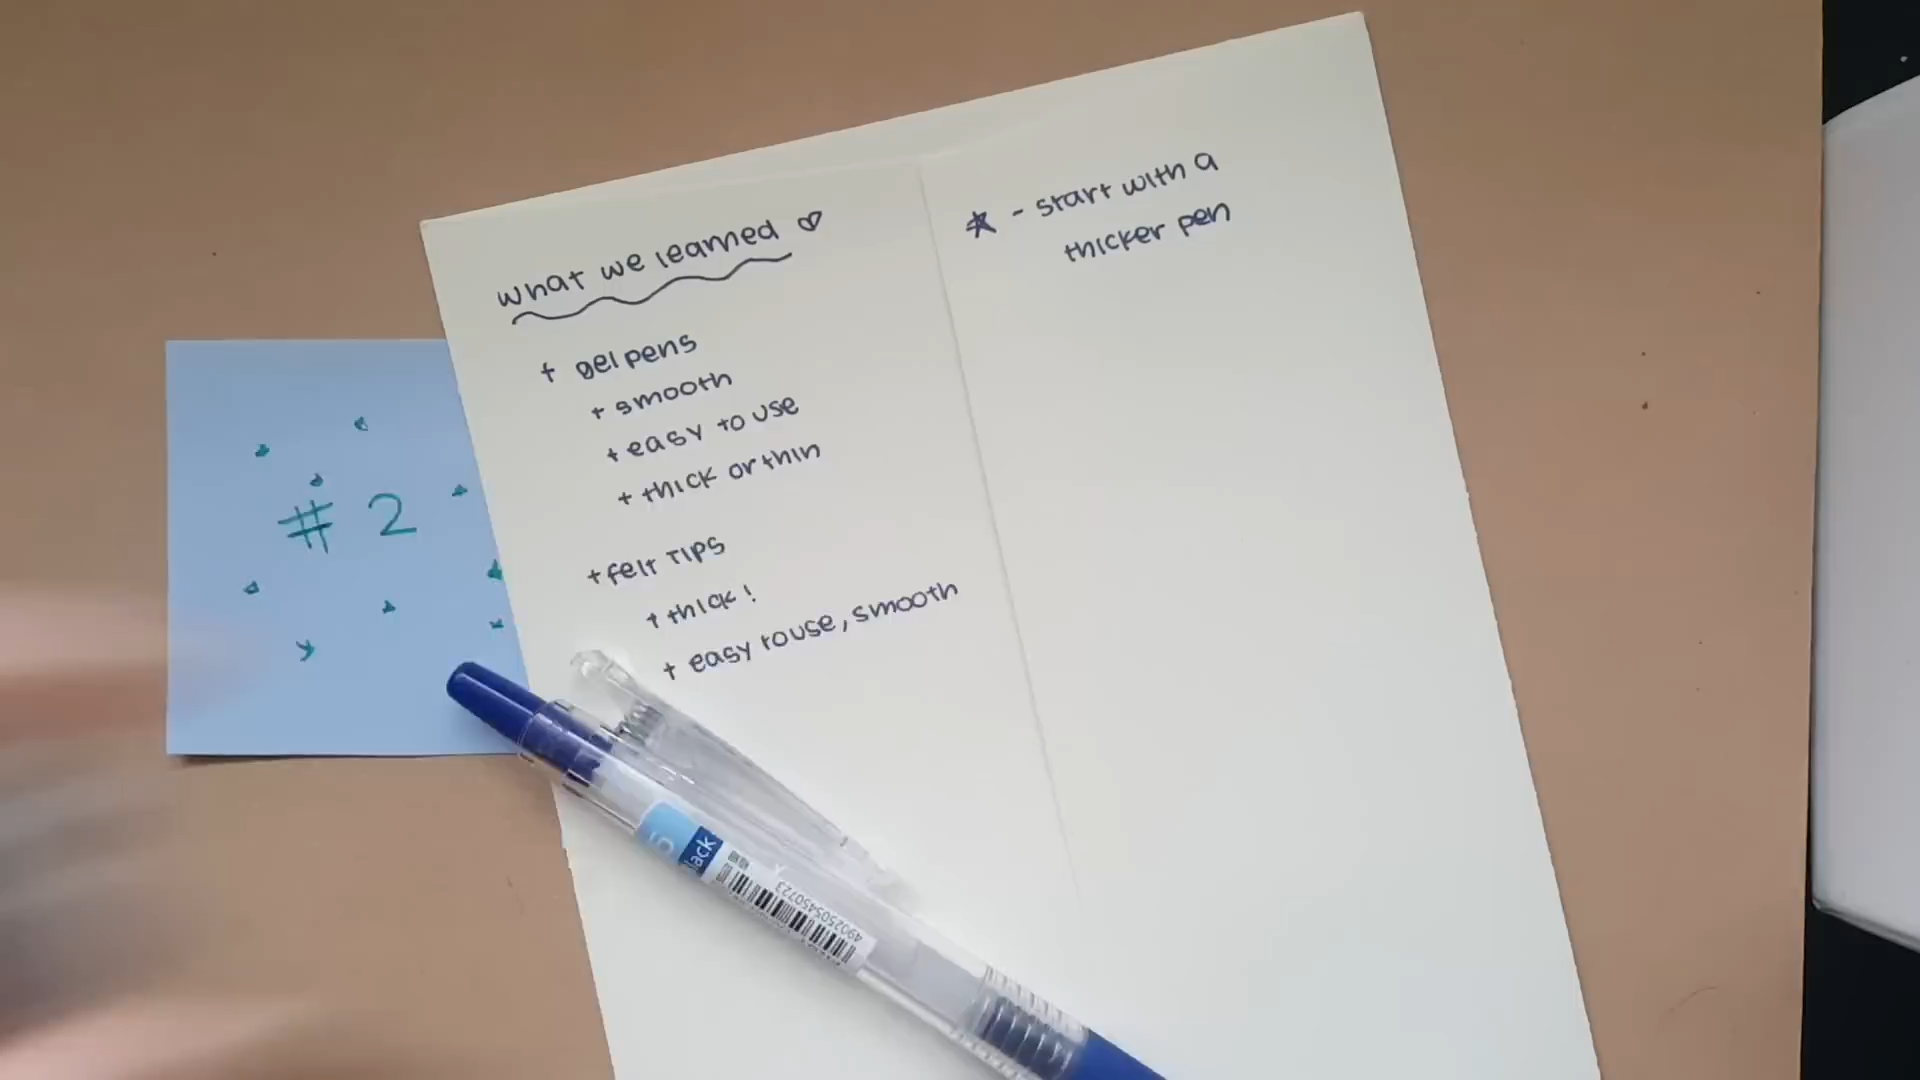 what we learned
+ gel pens
+ smooth
+ easy to use
+ thick or thin
+ felt TIPS
+ thick!
+ easy to use, smooth
- start with a
thicker pen
# 2
4902505450723